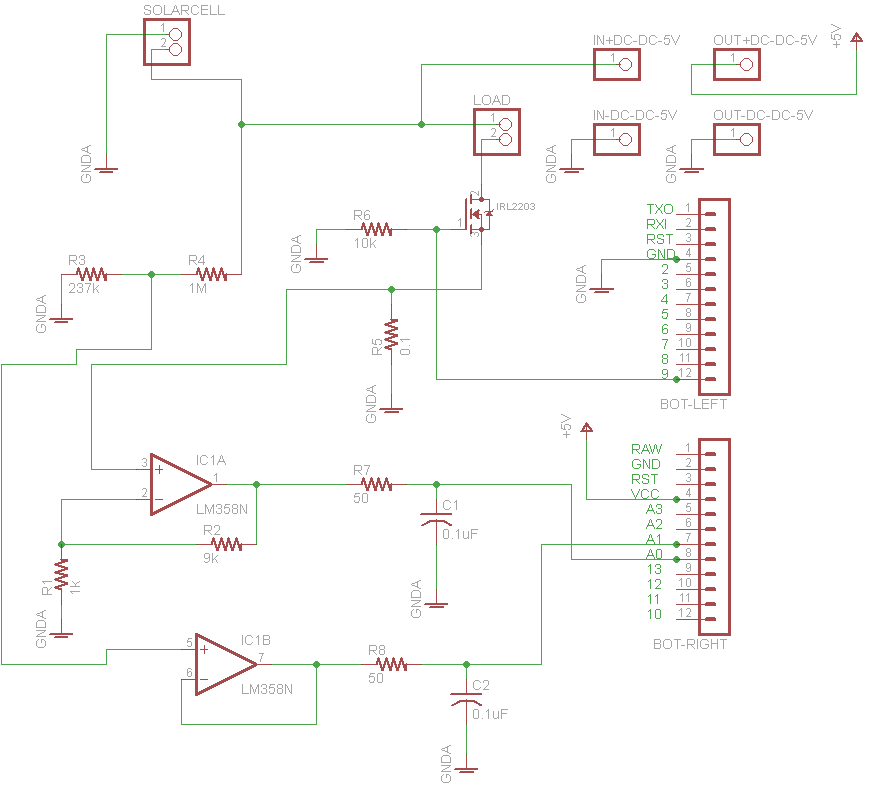 SOLARCELL
1
2
GNDA
IN+DC-DC-5V
1
OUT+DC-DC-5V
1
+5V
LOAD
1
2
IN-DC-DC-5V
1
GNDA
OUT-DC-DC-5V
1
GNDA
2
IRL2203
1
3
R6
10k
GNDA
R3
237k
R4
1M
GNDA
R5
0.1
GNDA
TXO 1
RXI 2
RST 3
GND 4
2 5
3 6
4 7
5 8
6 9
7 10
8 11
9 12
BOT-LEFT
GNDA
+5V
RAW 1
GND 2
RST 3
VCC 4
A3 5
A2 6
A1 7
A0 8
13 9
12 10
11 11
10 12
BOT-RIGHT
IC1A
3 +
2 −
1
LM358N
R7
50
C1
0.1uF
GNDA
R2
9k
R1
1k
GNDA
IC1B
5 +
6 −
7
LM358N
R8
50
C2
0.1uF
GNDA